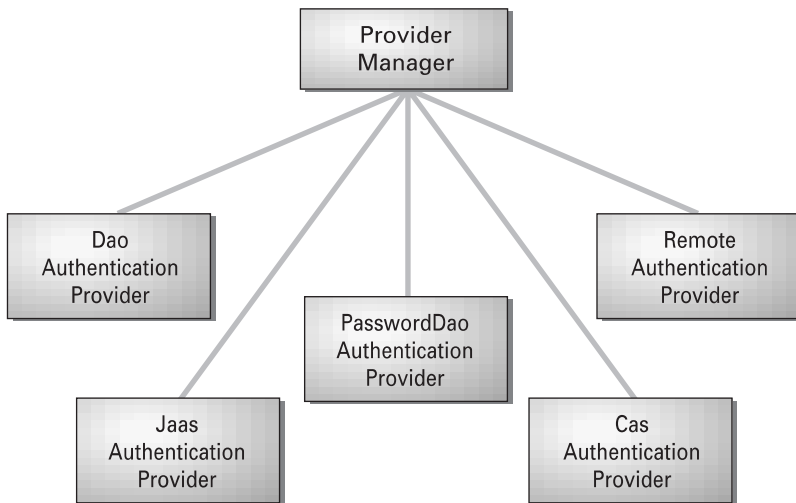 Provider
Manager
Dao
Authentication
Provider
Remote
Authentication
Provider
PasswordDao
Authentication
Provider
Jaas
Authentication
Provider
Cas
Authentication
Provider